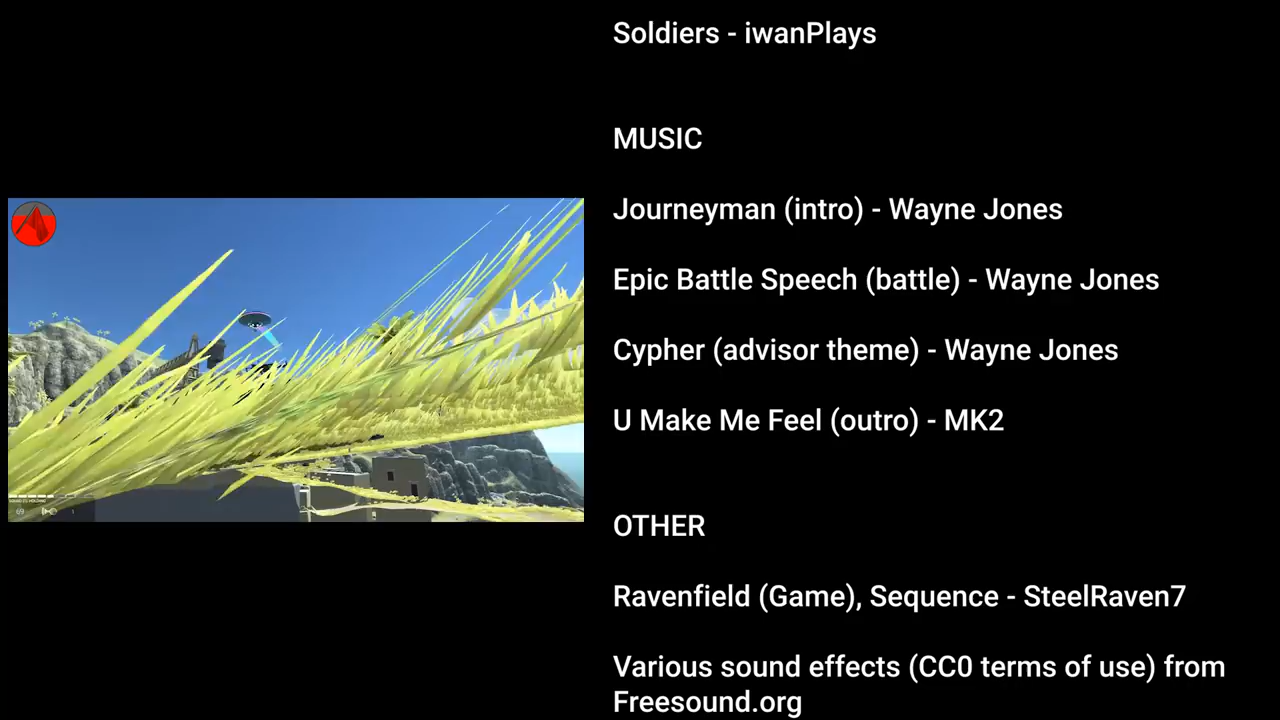 Soldiers - iwanPlays
MUSIC
Journeyman (intro) - Wayne Jones
Epic Battle Speech (battle) - Wayne Jones
Cypher (advisor theme) - Wayne Jones
U Make Me Feel (outro) - MK2
OTHER
Ravenfield (Game), Sequence - SteelRaven7
Various sound effects (CC0 terms of use) from
Freesound.org
69
1